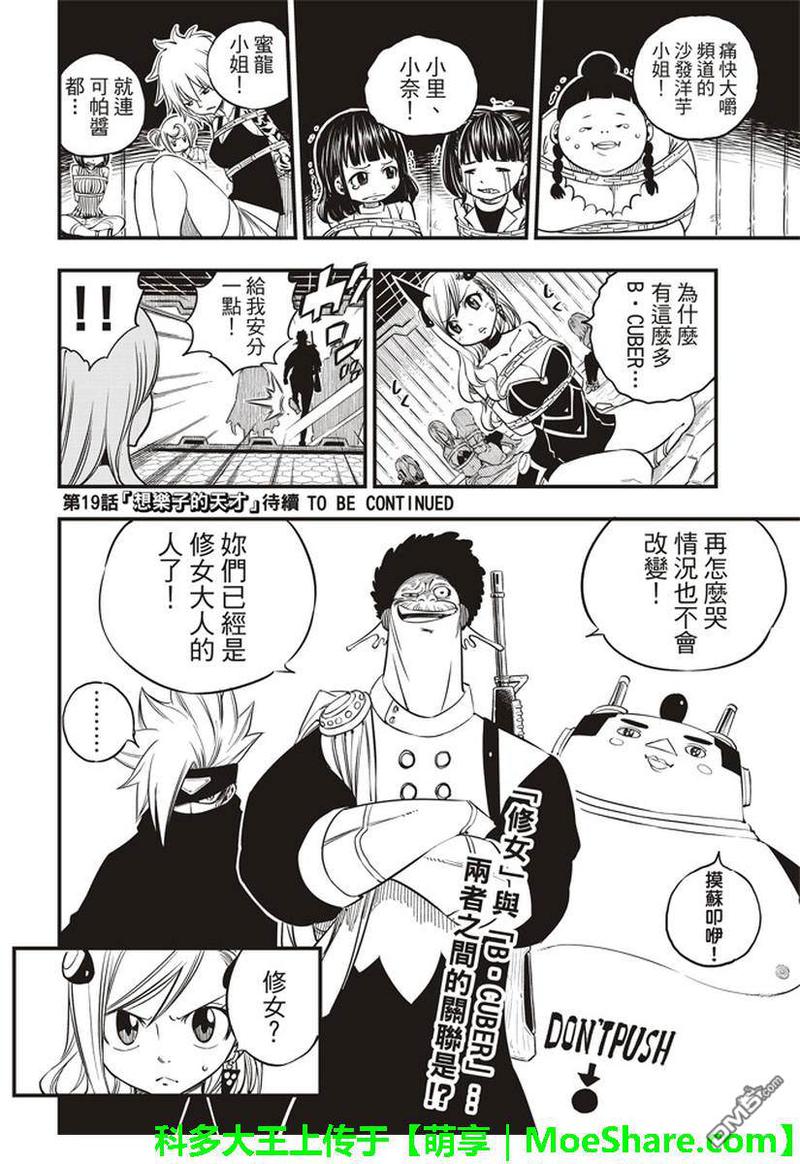 痛快大嚼
頻道的
沙發洋芋
小姐！
小里、
小奈！
蜜龍
小姐！
就連
可帕醬
都…
為什麼
有這麼多
B・CUBER…
給我安分
一點！
!!
第19話「想樂子的天才」待續 TO BE CONTINUED
再怎麼哭
情況也不會
改變！
妳們已經是
修女大人的
人了！
………
摸蘇叩咿！
「修女」與「B・CUBER」…
兩者之間的關聯是!?
DON'T PUSH
修女？
科多大王上传于【萌享｜MoeShare.com】